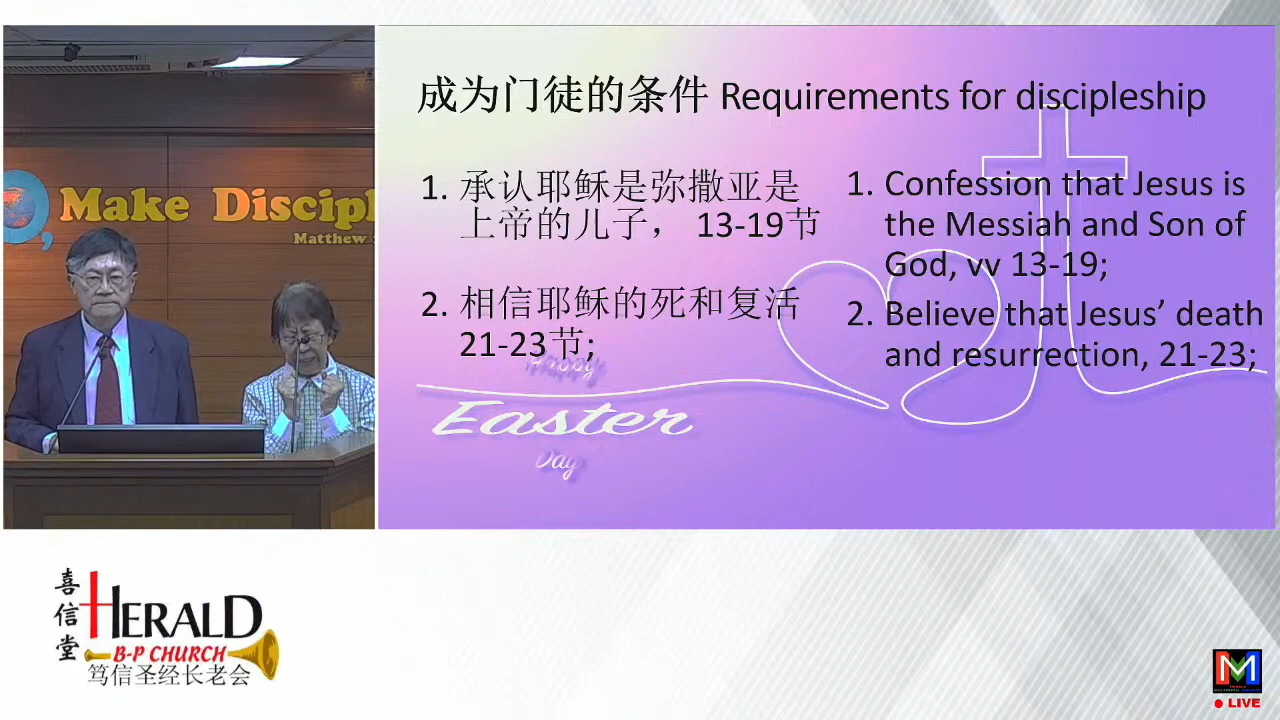 Make Discipl
Matthew
成为门徒的条件 Requirements for discipleship
1. 承认耶稣是弥撒亚是
上帝的儿子， 13-19节
2. 相信耶稣的死和复活
21-23节;
1. Confession that Jesus is
the Messiah and Son of
God, vv 13-19;
2. Believe that Jesus’ death
and resurrection, 21-23;
Happy
Easter
Day
喜信堂
HERALD
B-P CHURCH
笃信圣经长老会
M
LIVE